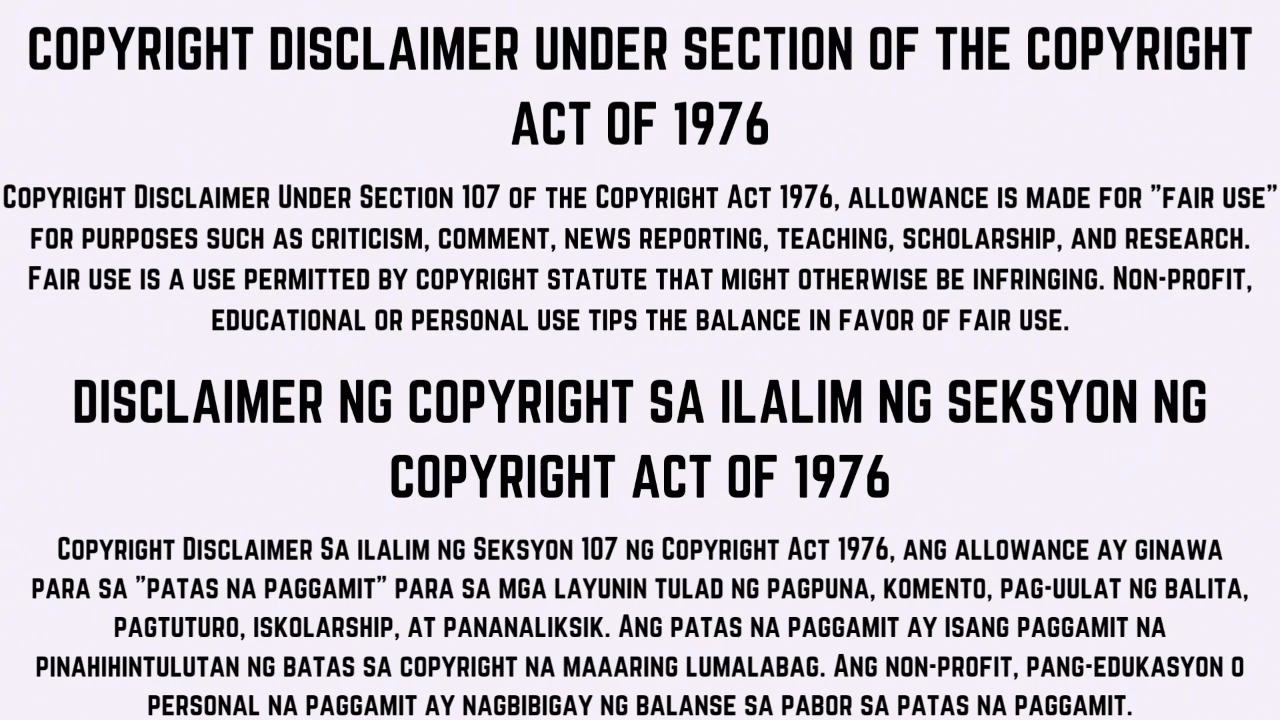 COPYRIGHT DISCLAIMER UNDER SECTION OF THE COPYRIGHT
ACT OF 1976
Copyright Disclaimer Under Section 107 of the Copyright Act 1976, allowance is made for "fair use"
for purposes such as criticism, comment, news reporting, teaching, scholarship, and research.
Fair use is a use permitted by copyright statute that might otherwise be infringing. Non-profit,
educational or personal use tips the balance in favor of fair use.
DISCLAIMER NG COPYRIGHT SA ILALIM NG SEKSYON NG
COPYRIGHT ACT OF 1976
Copyright Disclaimer Sa ilalim ng Seksyon 107 ng Copyright Act 1976, ang allowance ay ginawa
para sa "patas na paggamit" para sa mga layunin tulad ng pagpuna, komento, pag-uulat ng balita,
pagtuturo, iskolarship, at pananaliksik. Ang patas na paggamit ay isang paggamit na
pinahihintulutan ng batas sa copyright na maaaring lumalabag. Ang non-profit, pang-edukasyon o
personal na paggamit ay nagbibigay ng balanse sa pabor sa patas na paggamit.